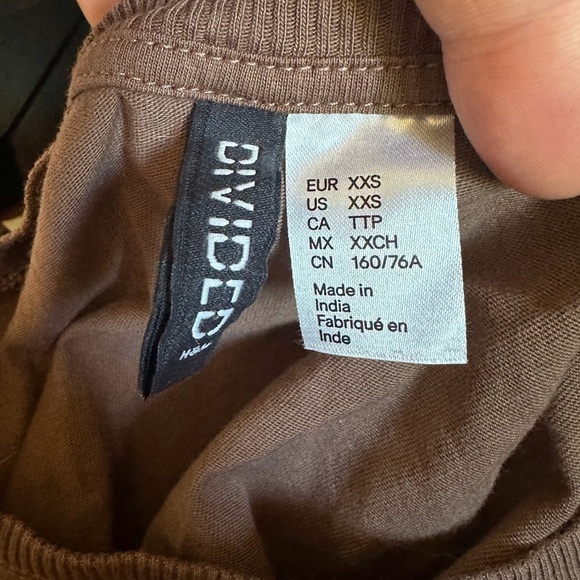 DIVIDED
H&M
EUR XXS
US XXS
CA TTP
MX XXCH
CN 160/76A
Made in
India
Fabriqué en
Inde